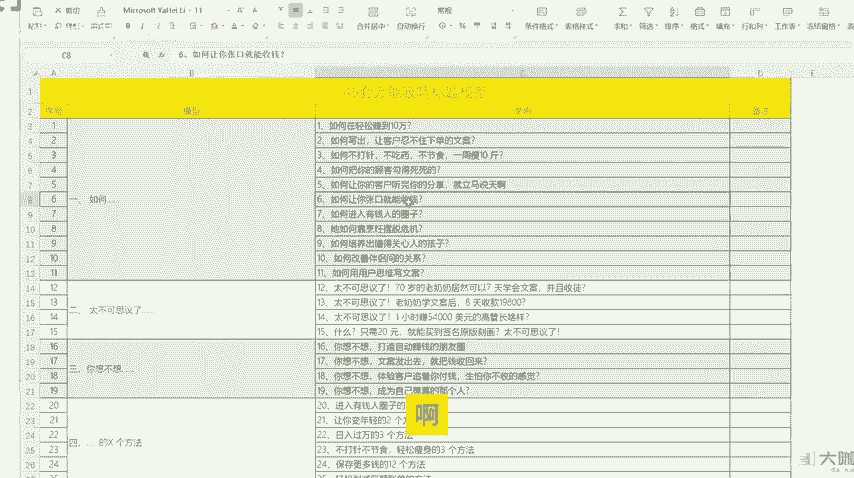 剪切
Microsoft YaHei Li - 11
常规
粘贴
合并居中 自动换行
条件格式 表格样式 求和 筛选 排序 格式 填充 行和列 工作表 冻结窗格
C8
fx 6、如何让你张口就能收钱?
A B C D E
序号 模型 案例 备注
1 1、如何在轻松赚到10万?
2 2、如何写出，让客户忍不住下单的文案?
3 3、如何不打针，不吃药，不节食，一周瘦10 斤?
4 4、如何把你的顾客勾得死死的?
5 5、如何让你的客户听完你的分享，就立马说天啊
一、 如何…..
6 6、如何让你张口就能收钱?
7 7、如何进入有钱人的圈子?
8 8、她如何靠烹饪摆脱危机?
9 9、如何培养出懂得关心人的孩子?
10 10、如何改善伴侣间的关系?
11 11、如何用用户思维写文案?
12 12、太不可思议了！70 岁的老奶奶居然可以7 天学会文案，并且收徒?
二、 太不可思议了……
13 13、太不可思议了！老奶奶学文案后，8 天收款19800?
14 14、太不可思议了！1小时赚54000 美元的高管长啥样?
15 15、什么？只需20 元，就能买到签名原版刻画？太不可思议了！
16 16、你想不想，打造自动赚钱的朋友圈
三、你想不想……
17 17、你想不想，文案发出去，就把钱收回来?
18 18、你想不想，体验客户追着你付钱，生怕你不收的感觉?
19 19、你想不想，成为自己
20 20、进入有钱人圈子的
21 21、让你变年轻的2 个
啊
22 22、日入过万的3 个方法
四、…. 的X 个方法
23 23、不打针不节食，轻松瘦身的3 个方法
24 24、保存更多钱的12 个方法
大咖